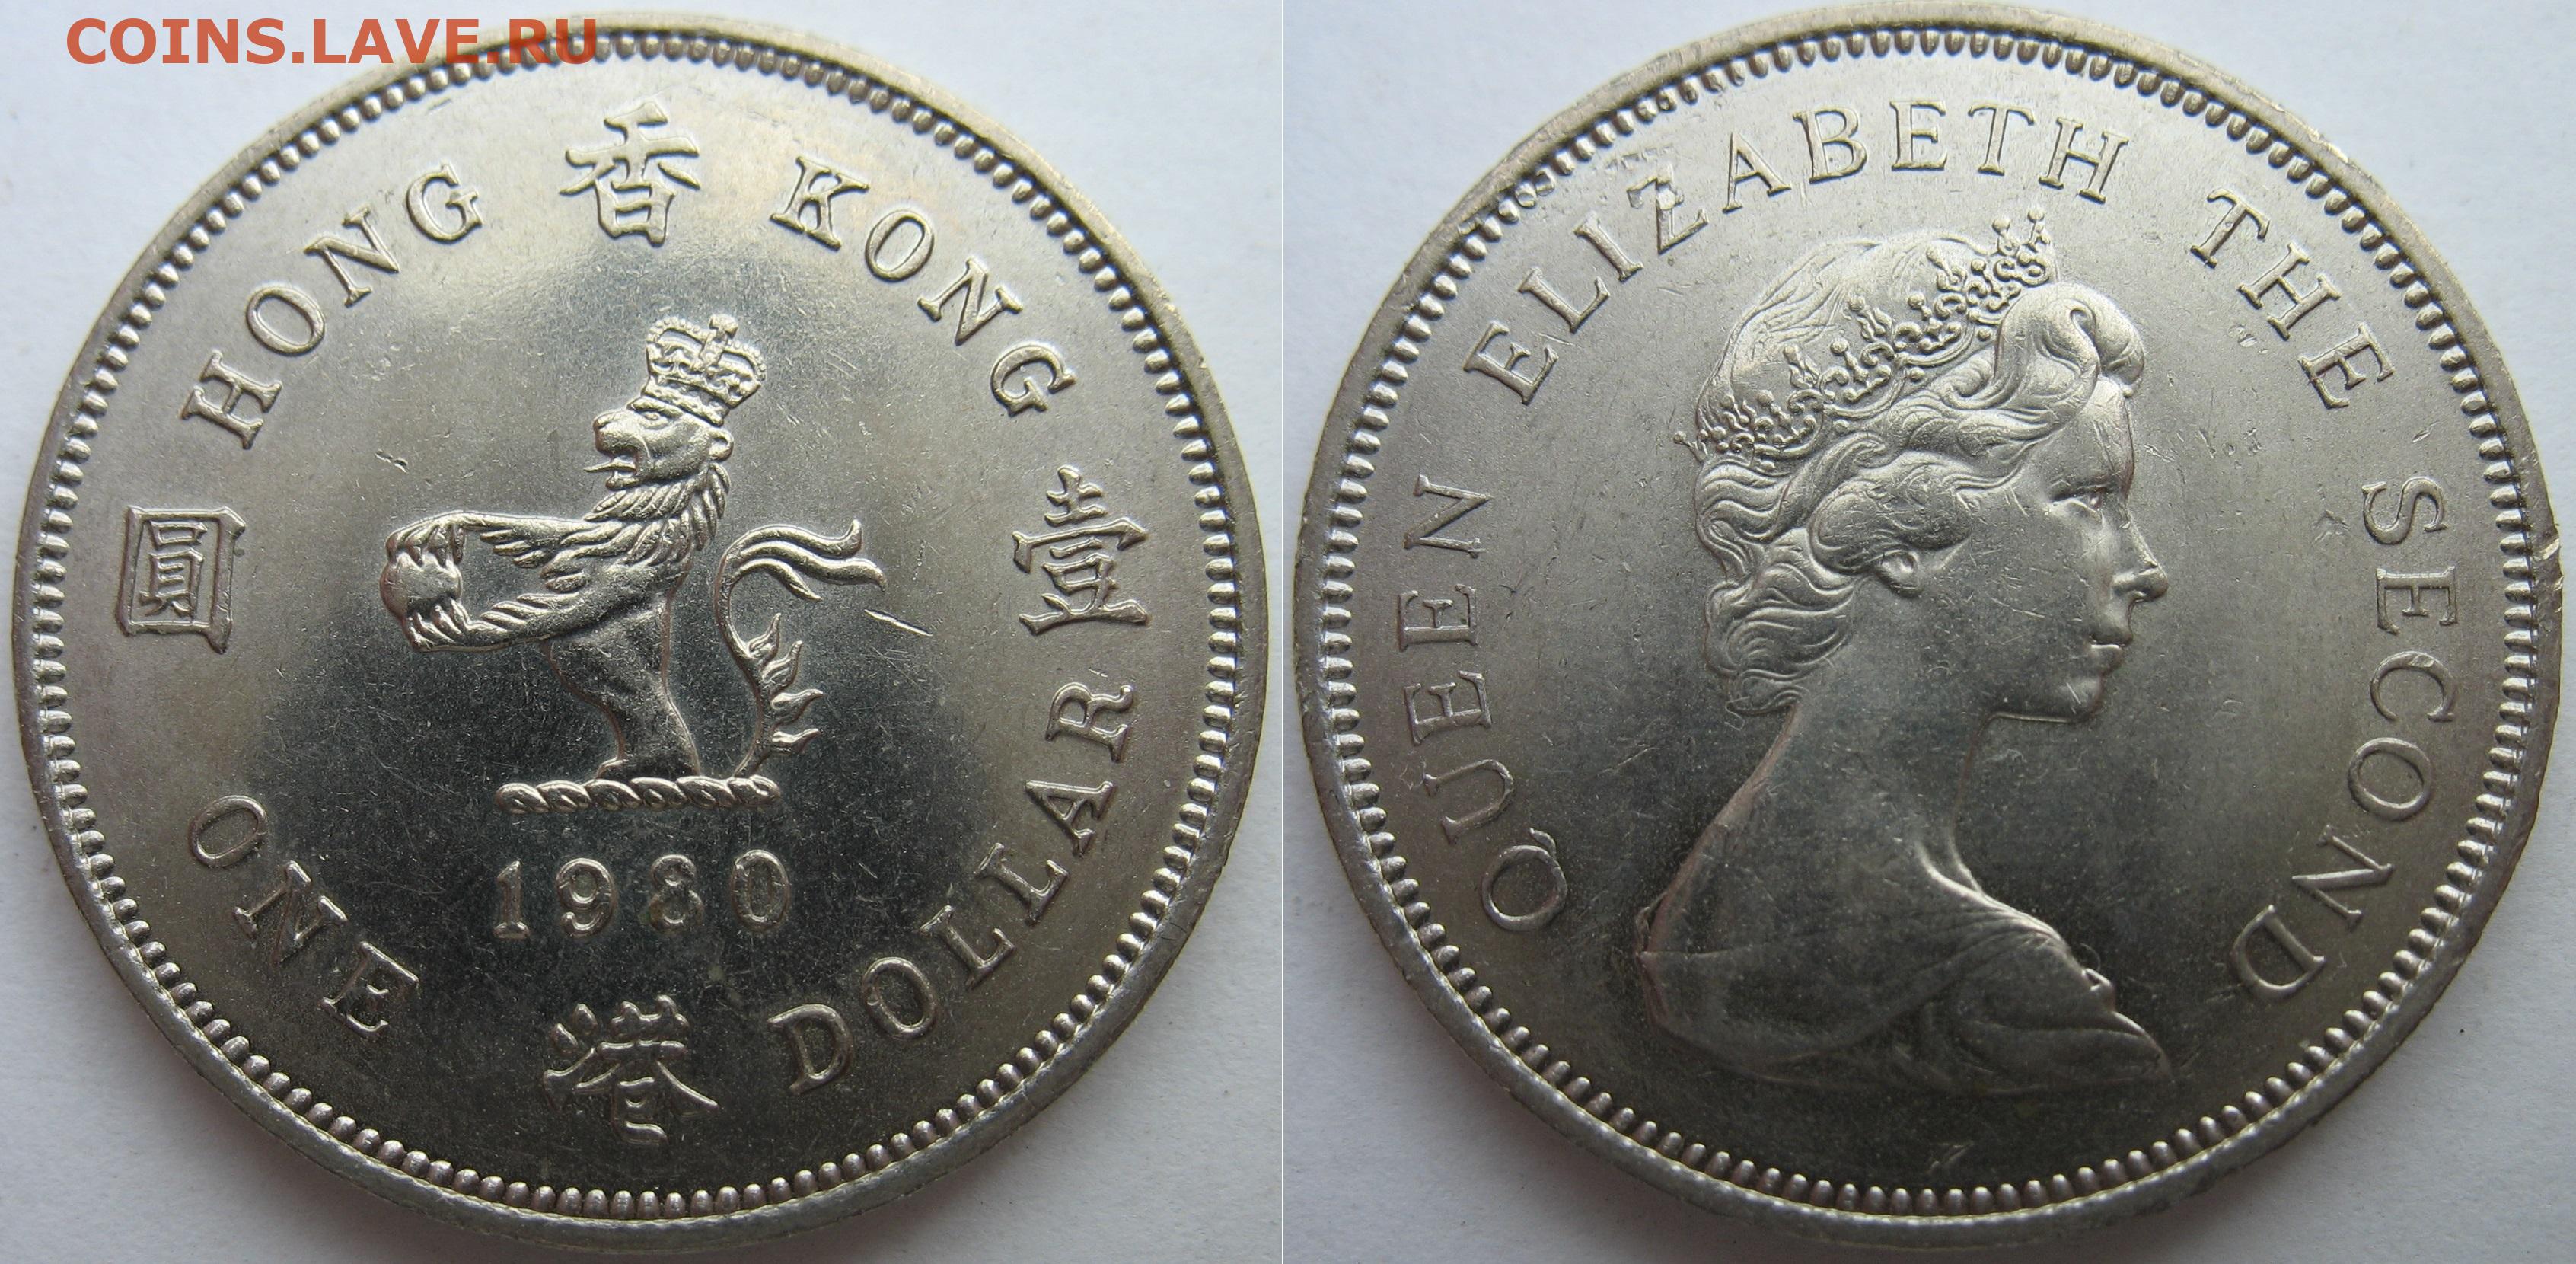 COINS.LAVE.RU
HONG 香 KONG
圓 壹
1980
ONE 港 DOLLAR
QUEEN ELIZABETH THE SECOND